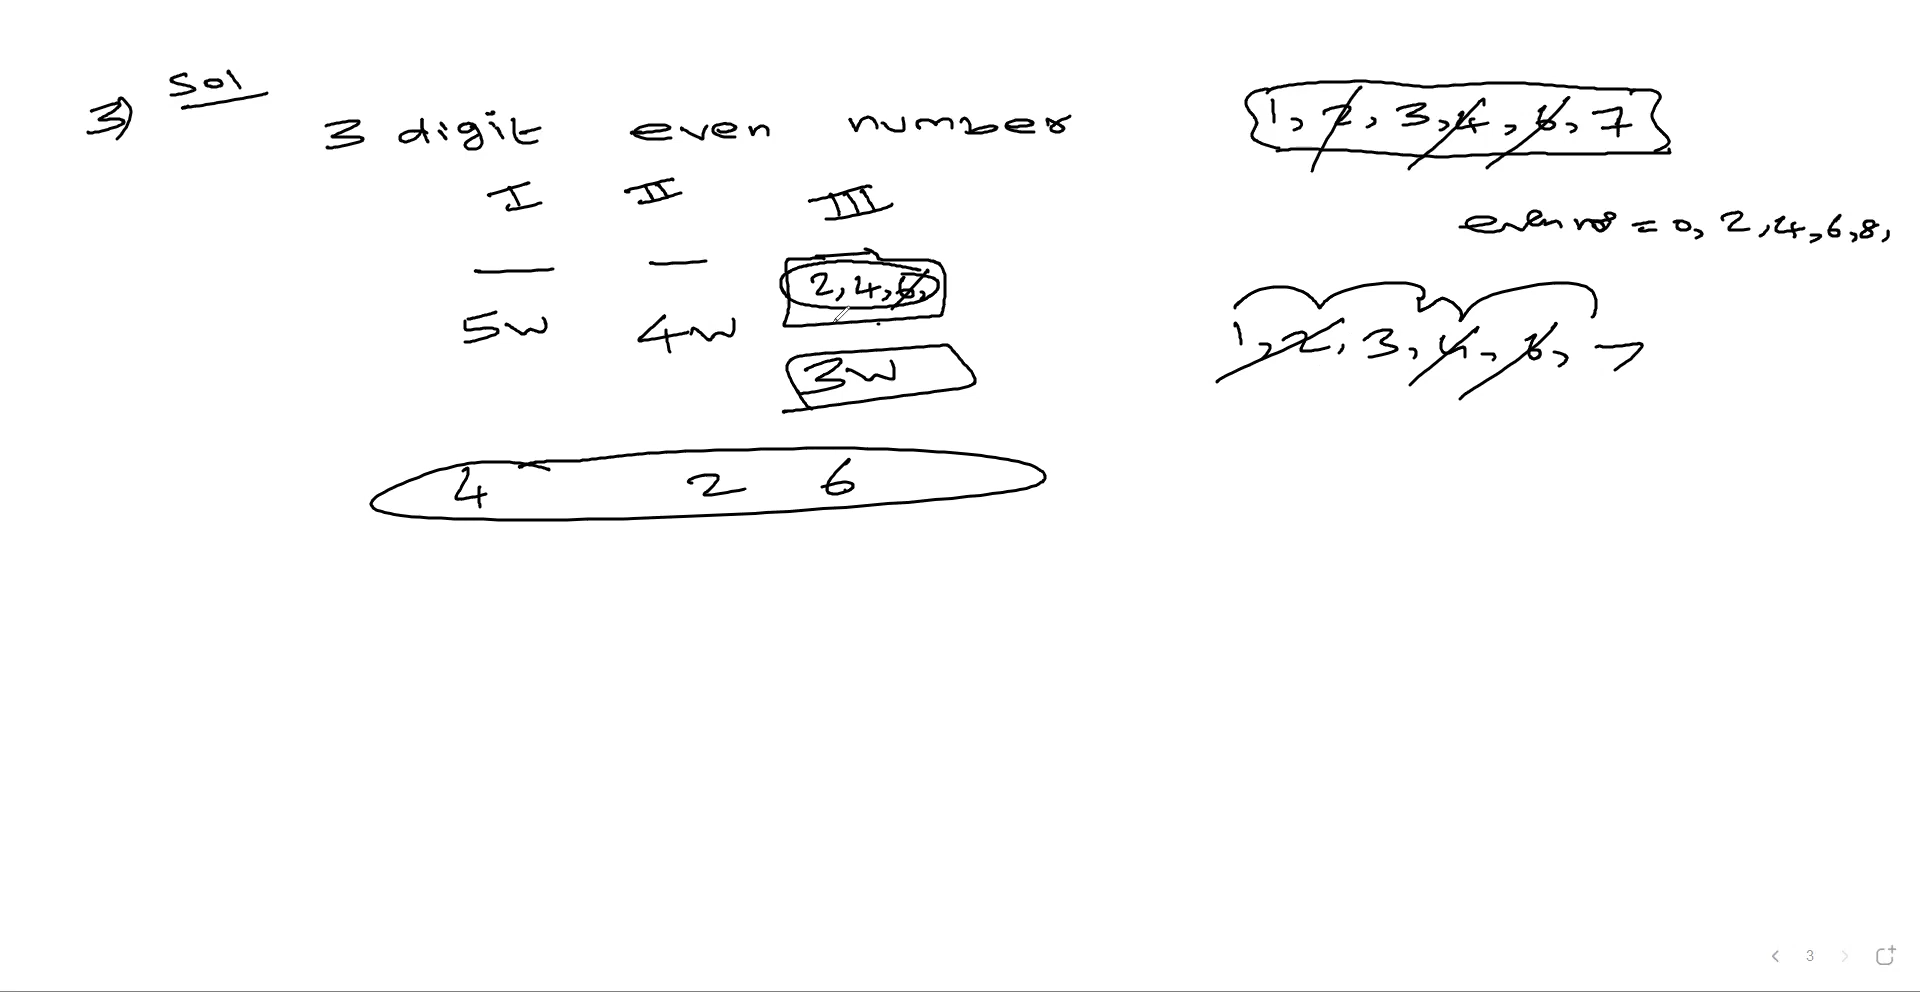 3) Sol
3 digit even number {1, 2, 3, 4, 6, 7}
I II III
even nos = 0, 2, 4, 6, 8,
2, 4, 6,
5W 4W 1, 2, 3, 4, 6, 7
3W
4 2 6
3